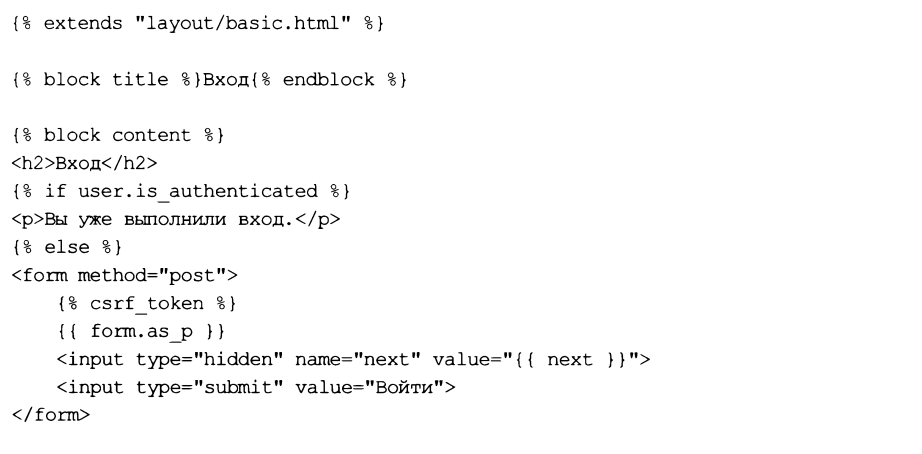 {% extends "layout/basic.html" %}
{% block title %}Вход{% endblock %}
{% block content %}
<h2>Вход</h2>
{% if user.is_authenticated %}
<p>Вы уже выполнили вход.</p>
{% else %}
<form method="post">
    {% csrf_token %}
    {{ form.as_p }}
    <input type="hidden" name="next" value="{{ next }}">
    <input type="submit" value="Войти">
</form>